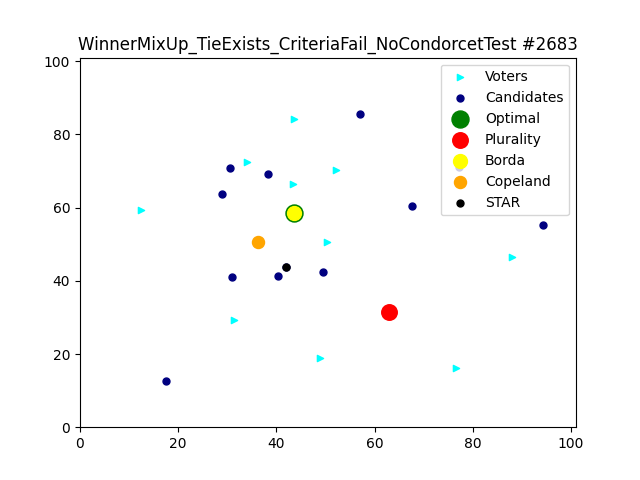 WinnerMixUp_TieExists_CriteriaFail_NoCondorcetTest #2683
Voters
Candidates
Optimal
Plurality
Borda
Copeland
STAR
100
80
60
40
20
0
0 20 40 60 80 100